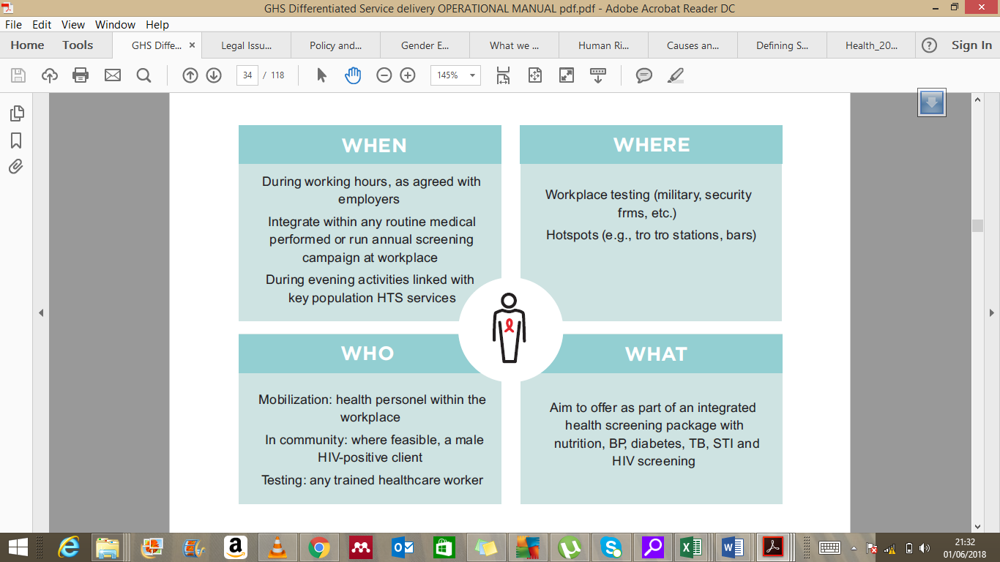 GHS Differentiated Service delivery OPERATIONAL MANUAL pdf.pdf - Adobe Acrobat Reader DC
File Edit View Window Help
Home Tools GHS Diffe... × Legal Issu... Policy and... Gender E... What we ... Human Ri... Causes an... Defining S... Health_20... ? Sign In
34 / 118 145%
WHEN
During working hours, as agreed with
employers
Integrate within any routine medical
performed or run annual screening
campaign at workplace
During evening activities linked with
key population HTS services
WHERE
Workplace testing (military, security
frms, etc.)
Hotspots (e.g., tro tro stations, bars)
WHO
Mobilization: health personel within the
workplace
In community: where feasible, a male
HIV-positive client
Testing: any trained healthcare worker
WHAT
Aim to offer as part of an integrated
health screening package with
nutrition, BP, diabetes, TB, STI and
HIV screening
21:32
01/06/2018